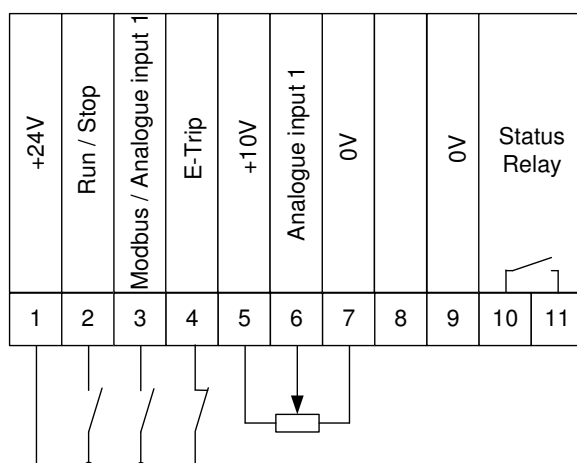 +24V
Run / Stop
Modbus / Analogue input 1
E-Trip
+10V
Analogue input 1
0V
0V
Status
Relay
1 2 3 4 5 6 7 8 9 10 11